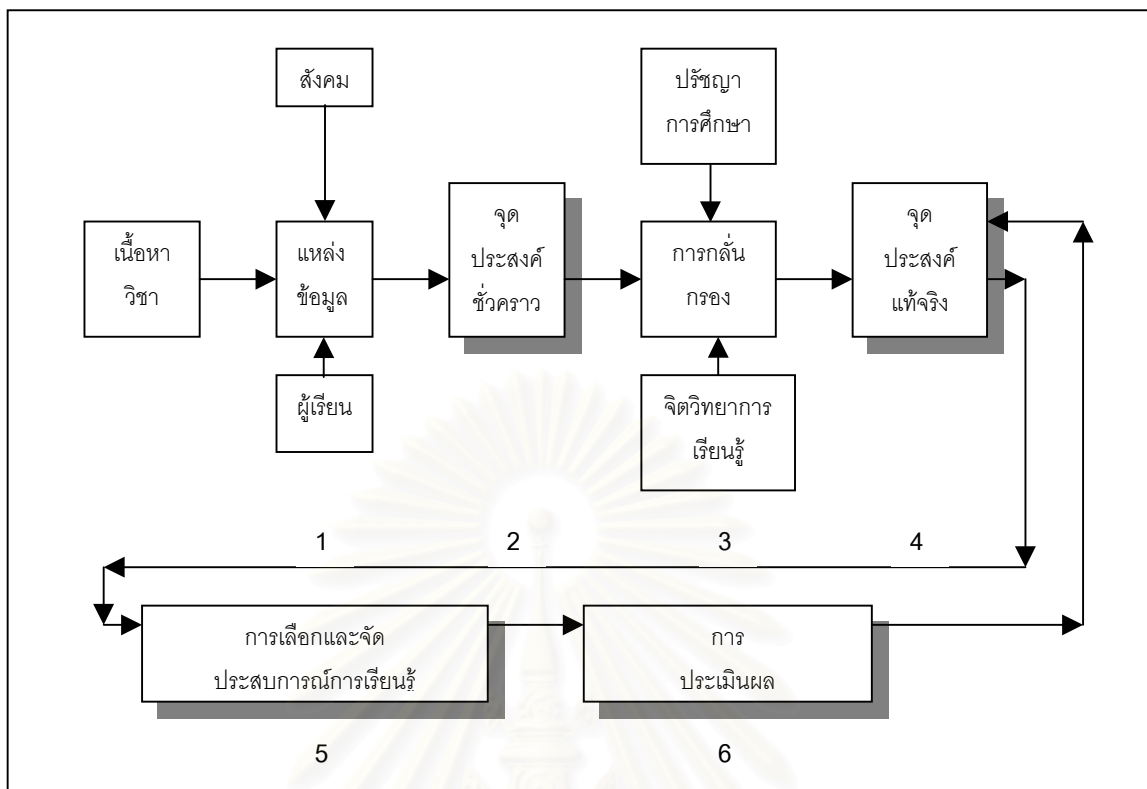 สังคม
ปรัชญา
การศึกษา
เนื้อหา
วิชา
แหล่ง
ข้อมูล
จุด
ประสงค์
ชั่วคราว
การกลั่น
กรอง
จุด
ประสงค์
แท้จริง
ผู้เรียน
จิตวิทยาการ
เรียนรู้
1 2 3 4
การเลือกและจัด
ประสบการณ์การเรียนรู้
การ
ประเมินผล
5 6